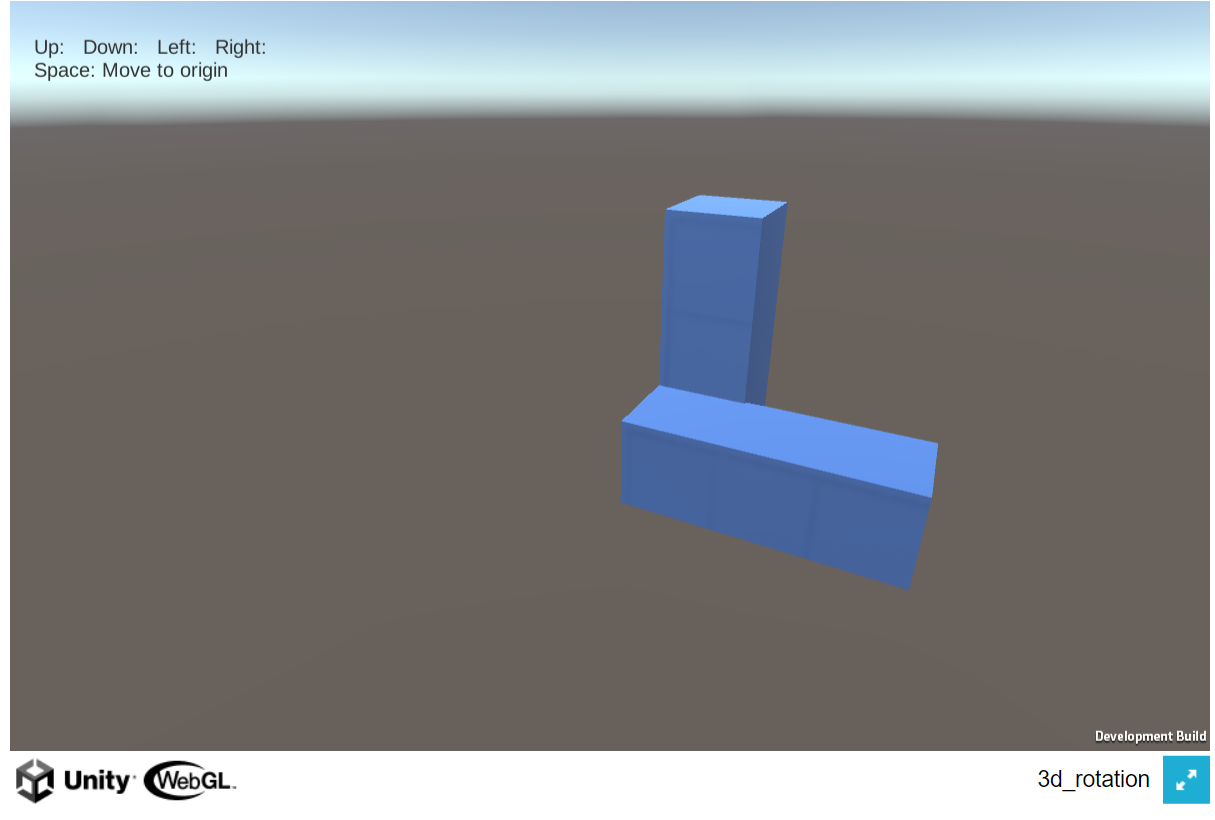 Up: Down: Left: Right:
Space: Move to origin
Development Build
Unity WebGL
3d_rotation